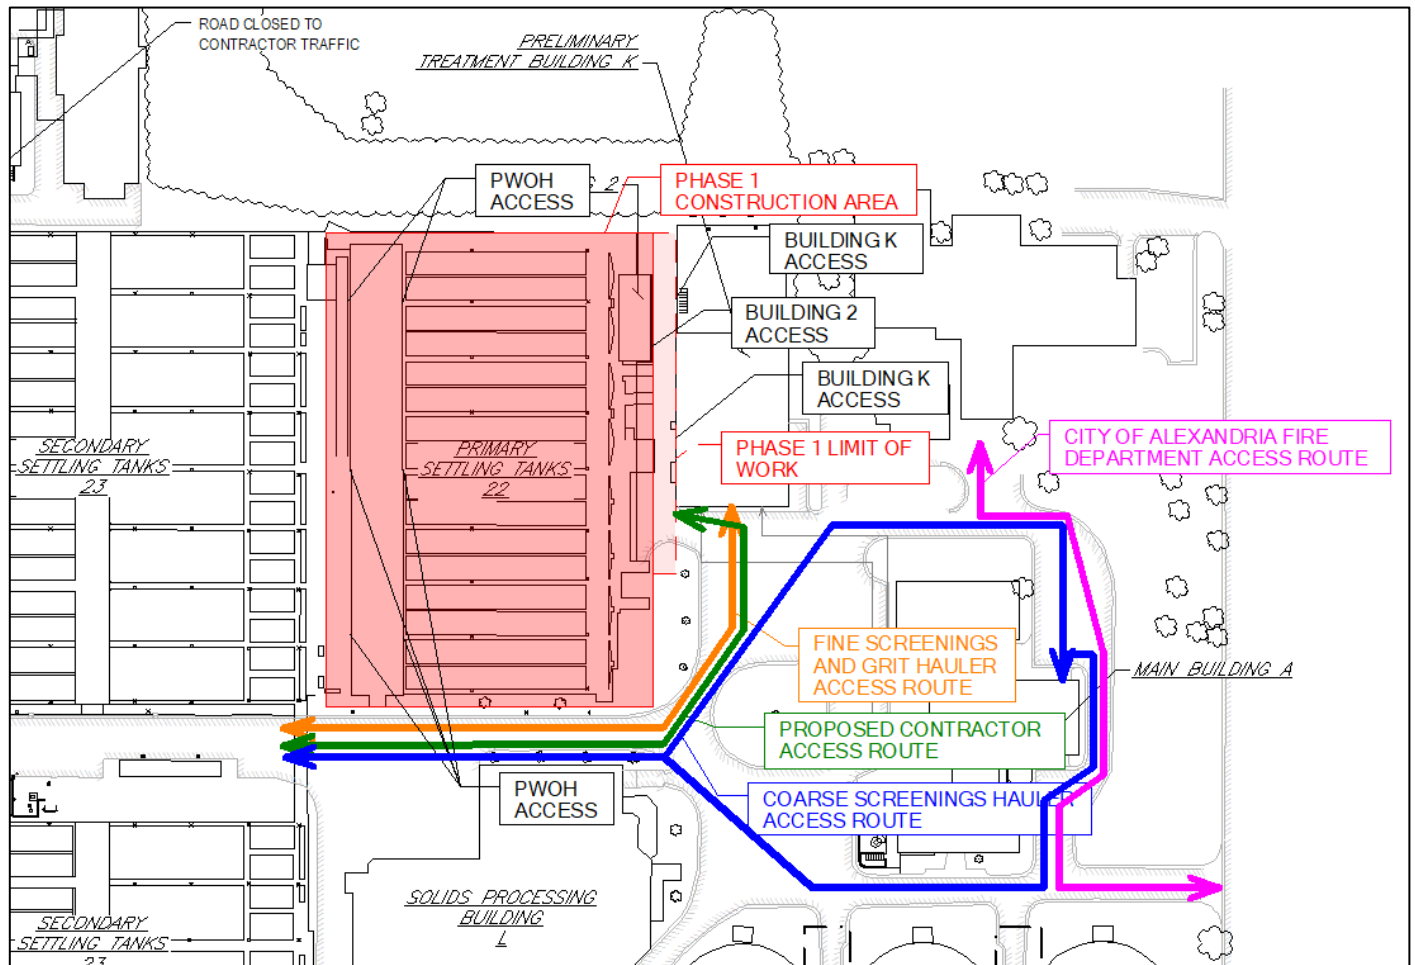 ROAD CLOSED TO
CONTRACTOR TRAFFIC
PRELIMINARY
TREATMENT BUILDING K
PWOH
ACCESS
G 2
PHASE 1
CONSTRUCTION AREA
BUILDING K
ACCESS
BUILDING 2
ACCESS
BUILDING K
ACCESS
PHASE 1 LIMIT OF
WORK
CITY OF ALEXANDRIA FIRE
DEPARTMENT ACCESS ROUTE
SECONDARY
SETTLING TANKS
23
PRIMARY
SETTLING TANKS
22
FINE SCREENINGS
AND GRIT HAULER
ACCESS ROUTE
MAIN BUILDING A
PROPOSED CONTRACTOR
ACCESS ROUTE
COARSE SCREENINGS HAULER
ACCESS ROUTE
PWOH
ACCESS
SOLIDS PROCESSING
BUILDING
L
SECONDARY
SETTLING TANKS
23